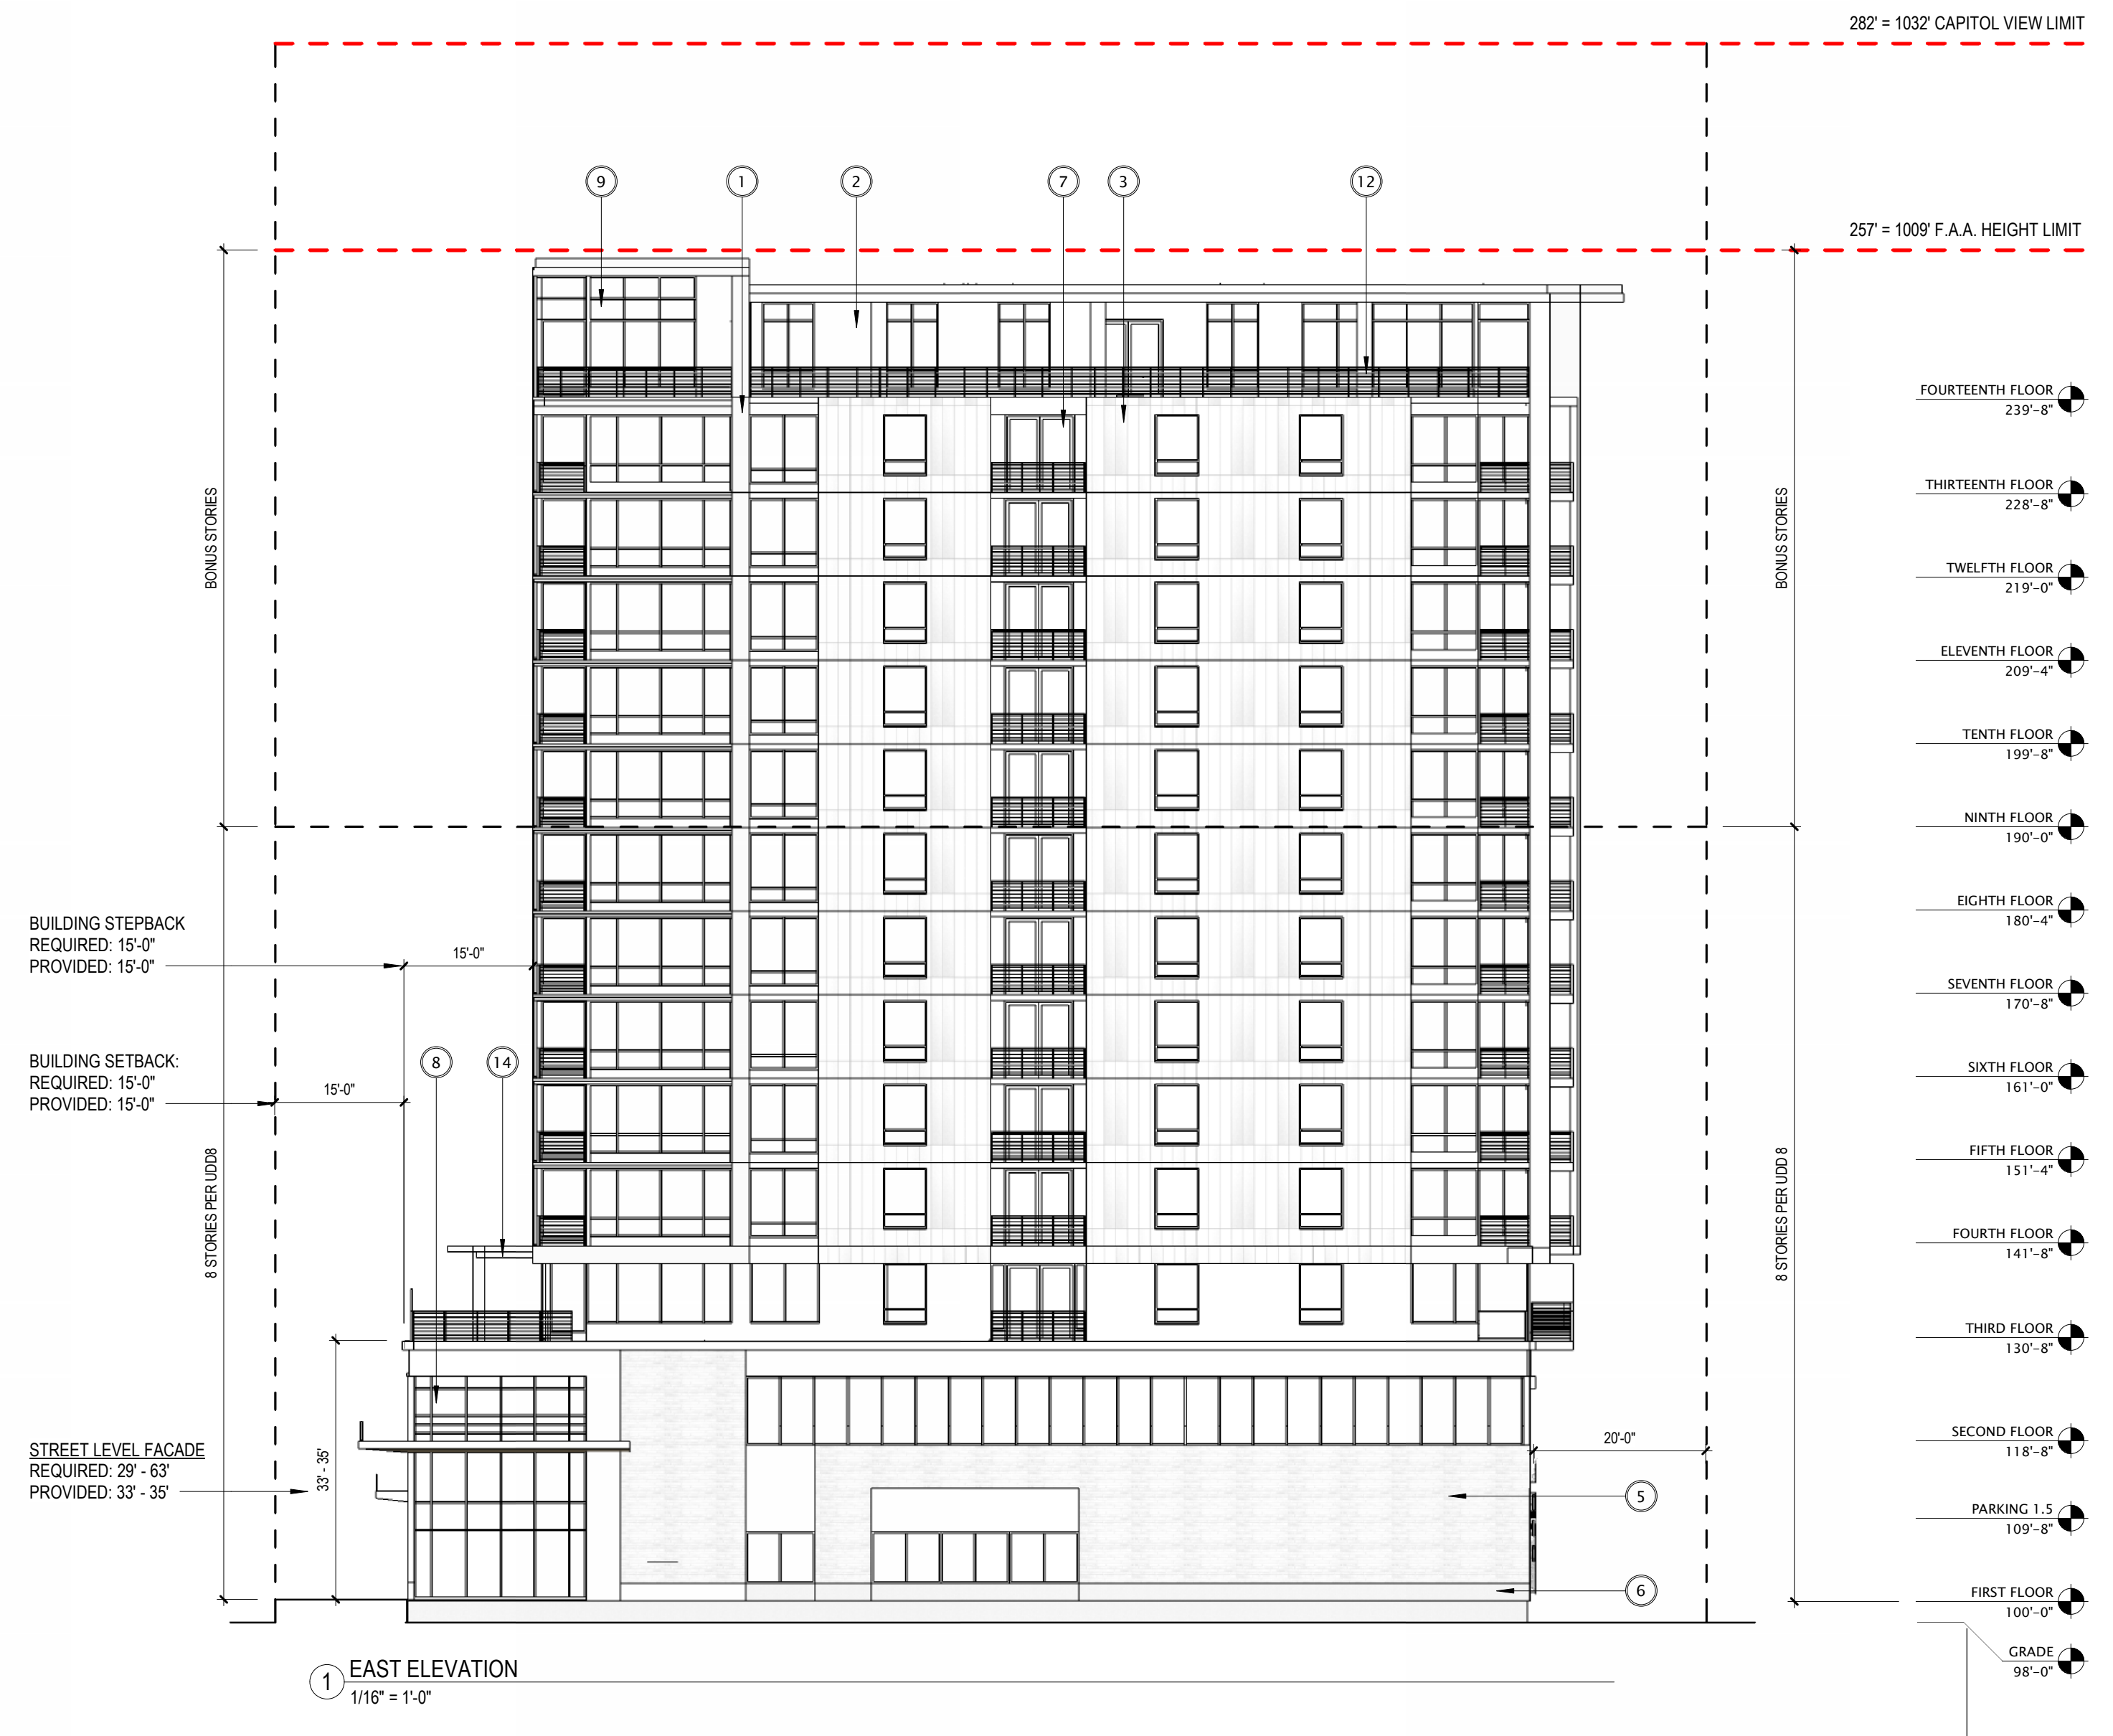 282' = 1032' CAPITOL VIEW LIMIT
9
1
2
7
3
12
257' = 1009' F.A.A. HEIGHT LIMIT
FOURTEENTH FLOOR
239'-8"
BONUS STORIES
BONUS STORIES
THIRTEENTH FLOOR
228'-8"
TWELFTH FLOOR
219'-0"
ELEVENTH FLOOR
209'-4"
TENTH FLOOR
199'-8"
NINTH FLOOR
190'-0"
EIGHTH FLOOR
180'-4"
BUILDING STEPBACK
REQUIRED: 15'-0"
PROVIDED: 15'-0"
15'-0"
SEVENTH FLOOR
170'-8"
BUILDING SETBACK:
REQUIRED: 15'-0"
PROVIDED: 15'-0"
15'-0"
8
14
SIXTH FLOOR
161'-0"
FIFTH FLOOR
151'-4"
8 STORIES PER UDD8
8 STORIES PER UDD 8
FOURTH FLOOR
141'-8"
THIRD FLOOR
130'-8"
STREET LEVEL FACADE
REQUIRED: 29' - 63'
PROVIDED: 33' - 35'
33' - 35'
20'-0"
SECOND FLOOR
118'-8"
5
PARKING 1.5
109'-8"
6
FIRST FLOOR
100'-0"
GRADE
98'-0"
1
EAST ELEVATION
1/16" = 1'-0"